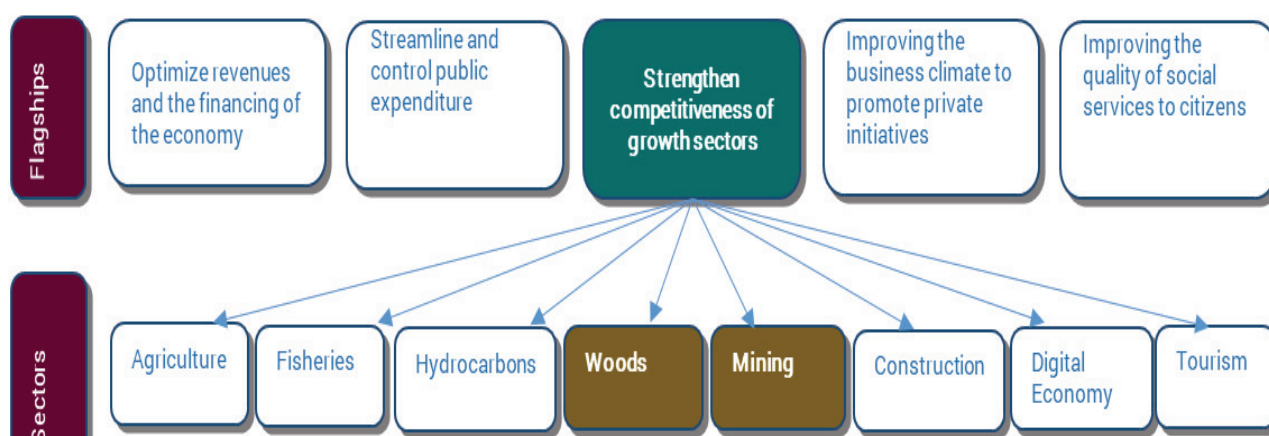 Flagships
Optimize revenues
and the financing of
the economy
Streamline and
control public
expenditure
Strengthen
competitiveness of
growth sectors
Improving the
business climate to
promote private
initiatives
Improving the
quality of social
services to citizens
Sectors
Agriculture
Fisheries
Hydrocarbons
Woods
Mining
Construction
Digital
Economy
Tourism